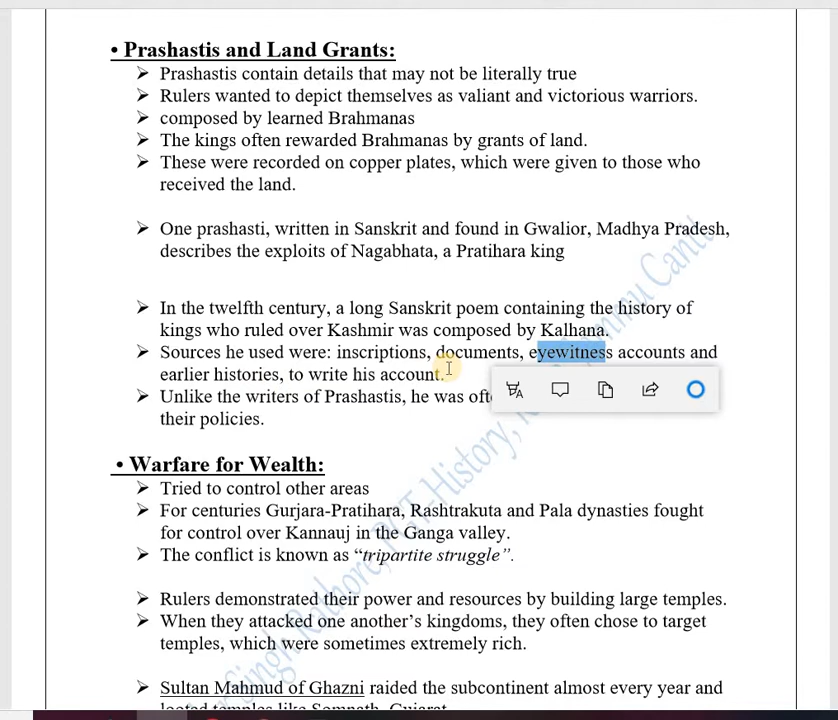 • Prashastis and Land Grants:
➢ Prashastis contain details that may not be literally true
➢ Rulers wanted to depict themselves as valiant and victorious warriors.
➢ composed by learned Brahmanas
➢ The kings often rewarded Brahmanas by grants of land.
➢ These were recorded on copper plates, which were given to those who
received the land.
➢ One prashasti, written in Sanskrit and found in Gwalior, Madhya Pradesh,
describes the exploits of Nagabhata, a Pratihara king
➢ In the twelfth century, a long Sanskrit poem containing the history of
kings who ruled over Kashmir was composed by Kalhana.
➢ Sources he used were: inscriptions, documents, eyewitness accounts and
earlier histories, to write his account.
➢ Unlike the writers of Prashastis, he was
their policies.
• Warfare for Wealth:
➢ Tried to control other areas
➢ For centuries Gurjara-Pratihara, Rashtrakuta and Pala dynasties fought
for control over Kannauj in the Ganga valley.
➢ The conflict is known as “tripartite struggle”.
➢ Rulers demonstrated their power and resources by building large temples.
➢ When they attacked one another’s kingdoms, they often chose to target
temples, which were sometimes extremely rich.
➢ Sultan Mahmud of Ghazni raided the subcontinent almost every year and
looted temples like Somnath, Gujarat
Singh Rathore, PGT-History,